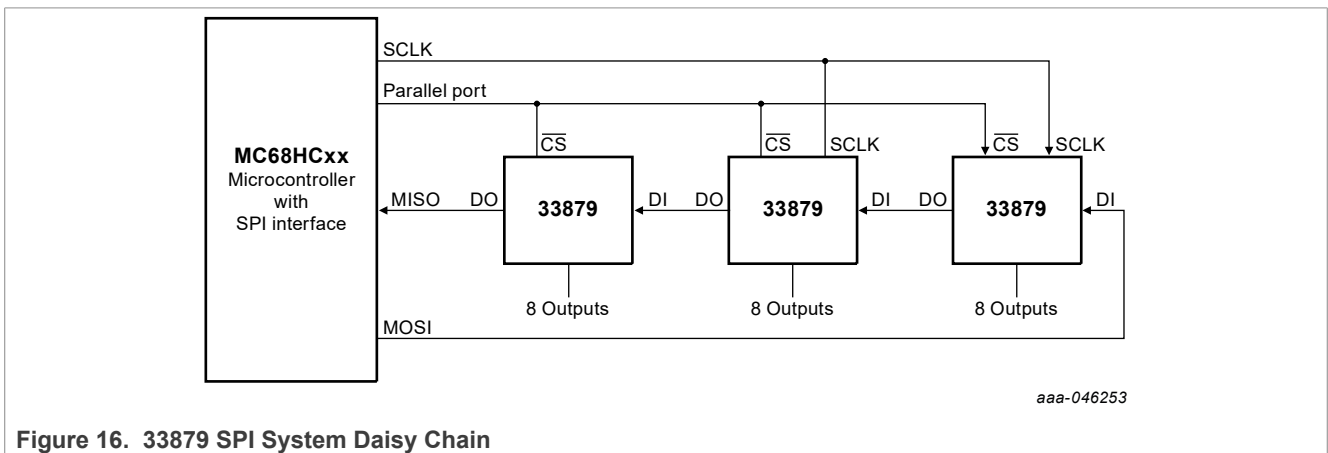 SCLK
Parallel port
MC68HCxx
Microcontroller
with
SPI interface
CS
CS
SCLK
CS
SCLK
MISO
DO
33879
DI
DO
33879
DI
DO
33879
DI
8 Outputs
8 Outputs
8 Outputs
MOSI
aaa-046253
Figure 16. 33879 SPI System Daisy Chain